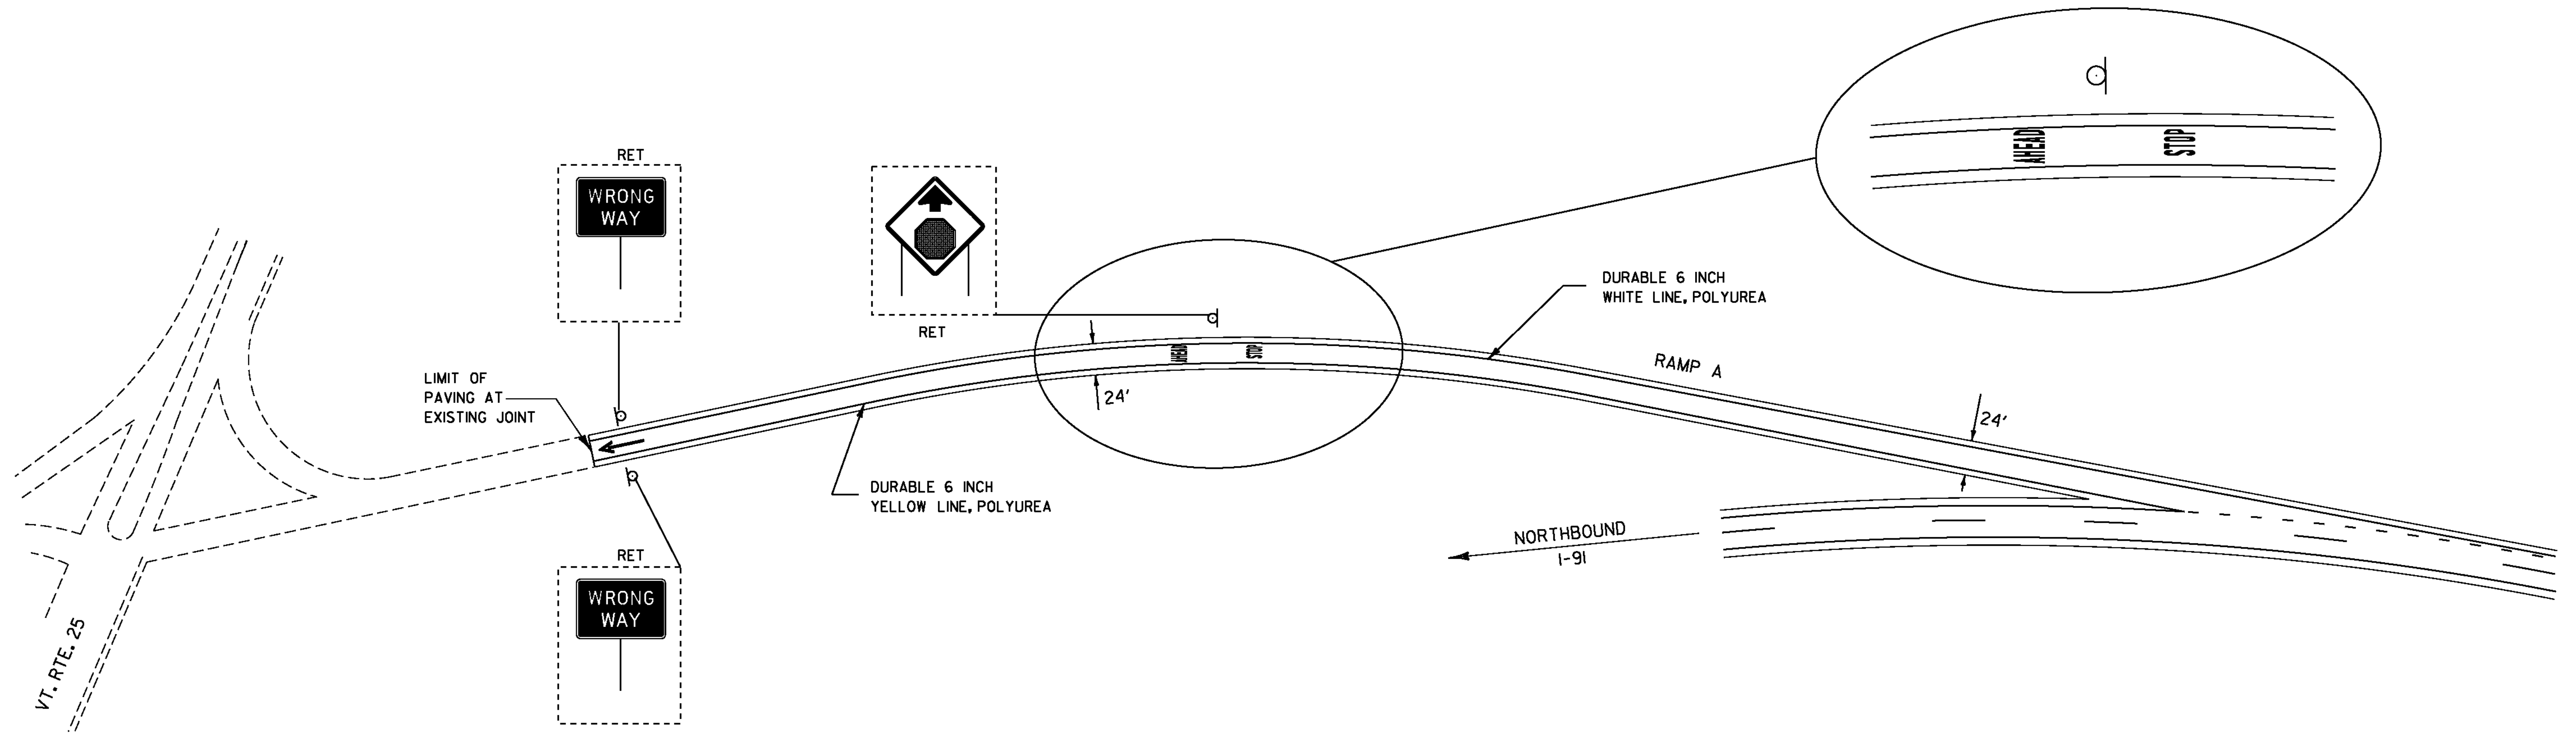 RET
WRONG
WAY
RET
AHEAD
STOP
DURABLE 6 INCH
WHITE LINE, POLYUREA
AHEAD
STOP
RAMP A
LIMIT OF
PAVING AT
EXISTING JOINT
24'
24'
DURABLE 6 INCH
YELLOW LINE, POLYUREA
NORTHBOUND
I-91
RET
WRONG
WAY
VT. RTE. 25